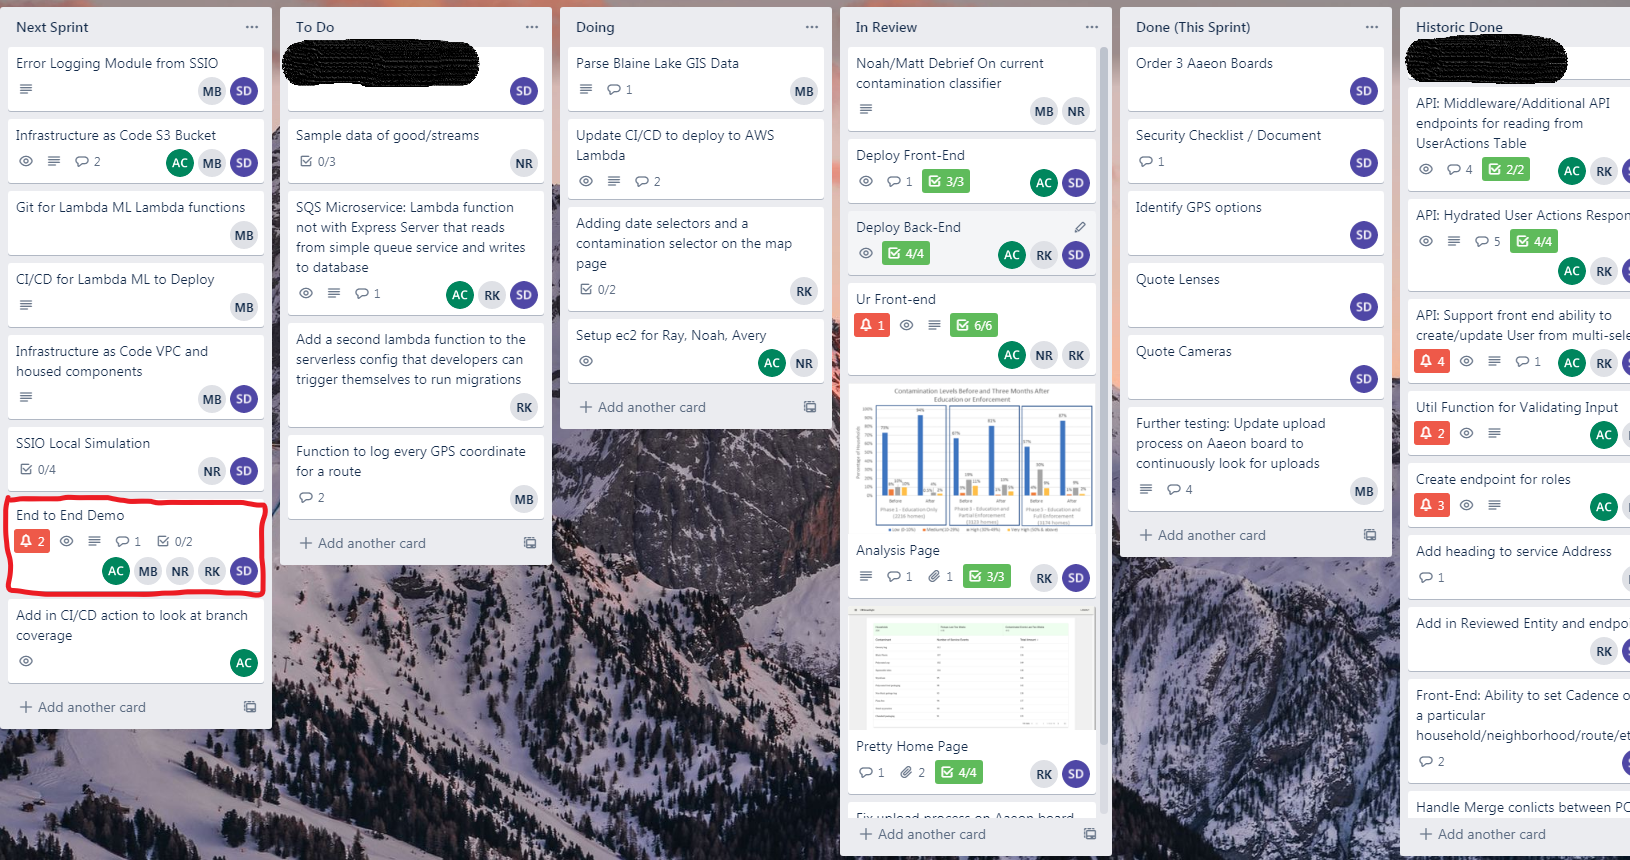 Next Sprint
Error Logging Module from SSIO
MB SD
Infrastructure as Code S3 Bucket
2
AC MB SD
Git for Lambda ML Lambda functions
MB
CI/CD for Lambda ML to Deploy
MB
Infrastructure as Code VPC and
housed components
MB SD
SSIO Local Simulation
0/4
NR SD
End to End Demo
2 1 0/2
AC MB NR RK SD
Add in CI/CD action to look at branch
coverage
AC
+ Add another card
To Do
SD
Sample data of good/streams
0/3
NR
SQS Microservice: Lambda function
not with Express Server that reads
from simple queue service and writes
to database
1
AC RK SD
Add a second lambda function to the
serverless config that developers can
trigger themselves to run migrations
RK
Function to log every GPS coordinate
for a route
2
MB
+ Add another card
Doing
Parse Blaine Lake GIS Data
1
MB
Update CI/CD to deploy to AWS
Lambda
2
Adding date selectors and a
contamination selector on the map
page
0/2
RK
Setup ec2 for Ray, Noah, Avery
AC NR
+ Add another card
In Review
Noah/Matt Debrief On current
contamination classifier
MB NR
Deploy Front-End
1 3/3
AC SD
Deploy Back-End
4/4
AC RK SD
Ur Front-end
1 6/6
AC NR RK
Contamination Levels Before and Three Months After
Education or Enforcement
Before After Before After Before After
Analysis Page
1 1 3/3
RK SD
Pretty Home Page
1 2 4/4
RK SD
Fix upload process on Aaeon board
+ Add another card
Done (This Sprint)
Order 3 Aaeon Boards
SD
Security Checklist / Document
1
SD
Identify GPS options
SD
Quote Lenses
SD
Quote Cameras
SD
Further testing: Update upload
process on Aaeon board to
continuously look for uploads
4
MB
+ Add another card
Historic Done
API: Middleware/Additional API
endpoints for reading from
UserActions Table
4 2/2
AC RK
API: Hydrated User Actions Respon
5 4/4
AC RK
API: Support front end ability to
create/update User from multi-sele
4 1
AC RK
Util Function for Validating Input
2
AC
Create endpoint for roles
3
AC
Add heading to service Address
1
Add in Reviewed Entity and endpo
RK
Front-End: Ability to set Cadence o
a particular
household/neighborhood/route/et
2
Handle Merge conlicts between PC
+ Add another card